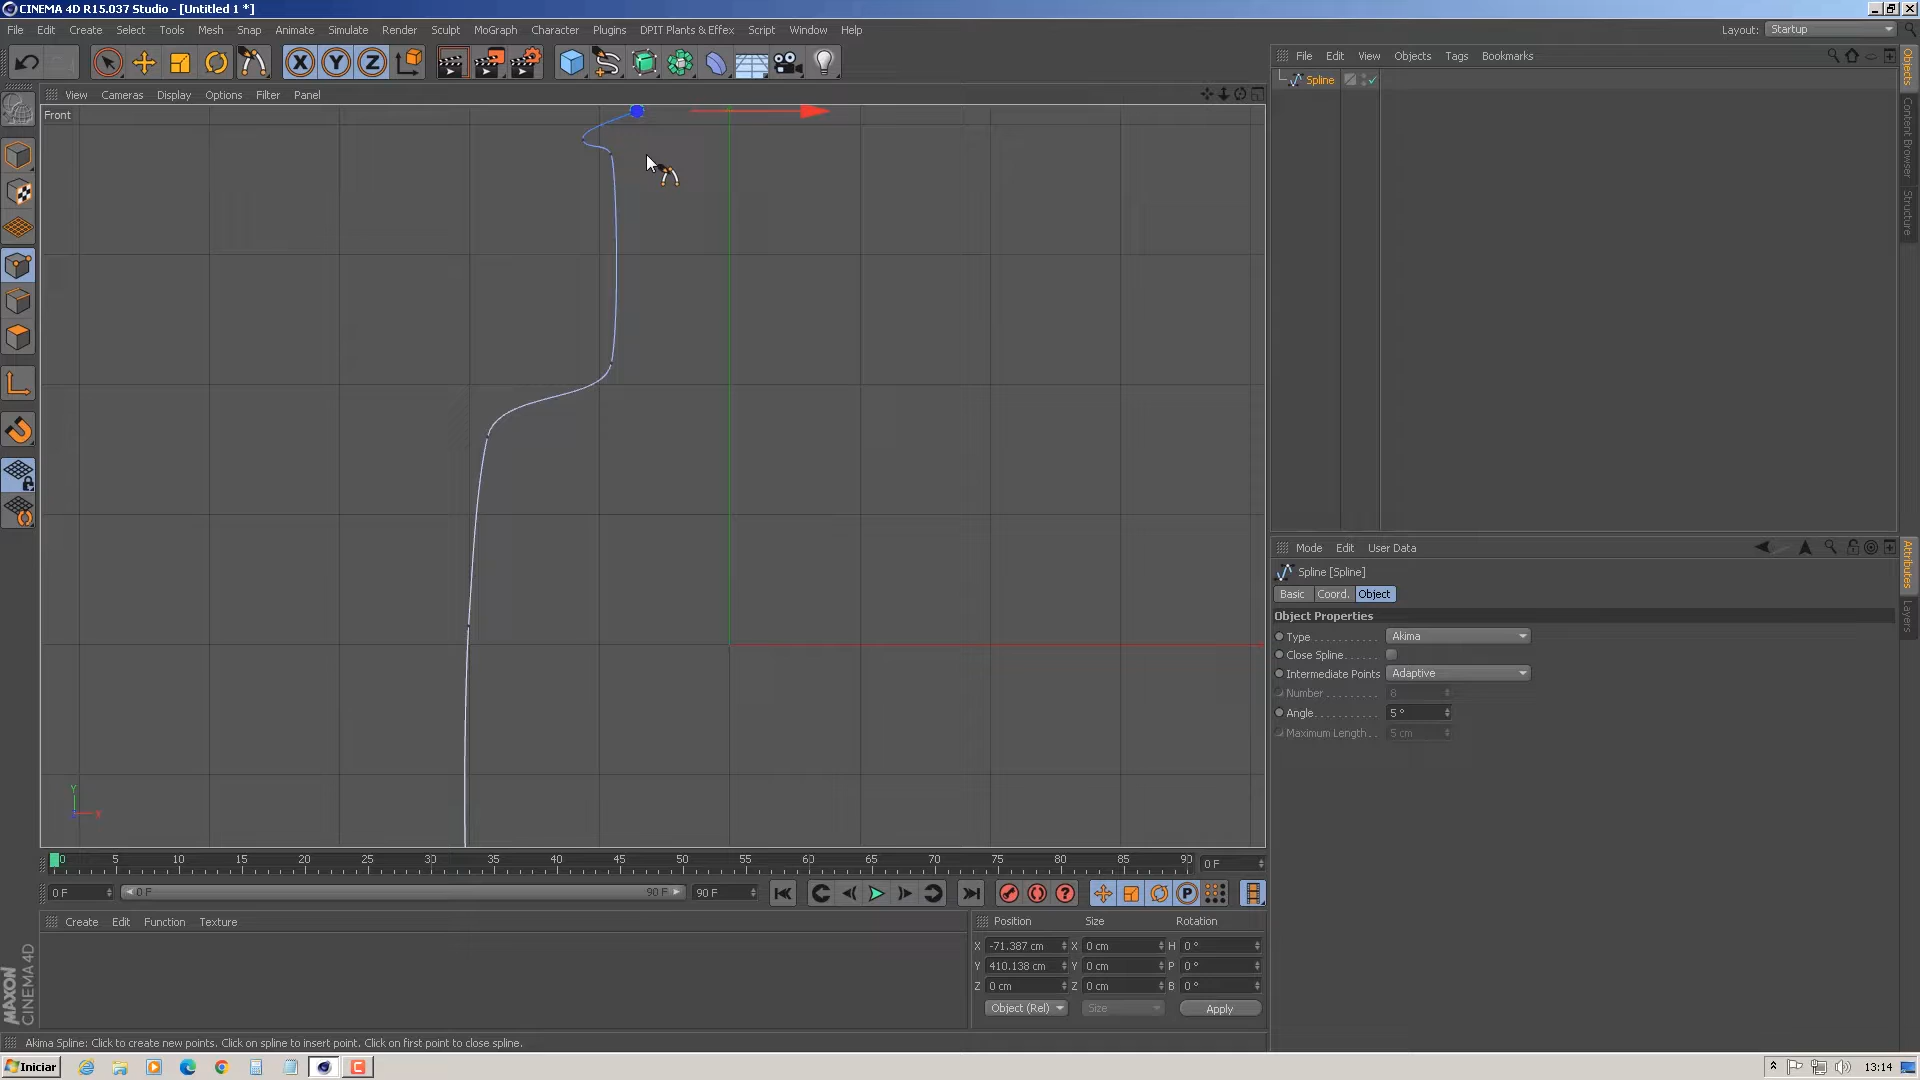 CINEMA 4D R15.037 Studio - [Untitled 1 *]
File Edit Create Select Tools Mesh Snap Animate Simulate Render Sculpt MoGraph Character Plugins DPIT Plants & Effex Script Window Help
Layout: Startup
File Edit View Objects Tags Bookmarks
Spline
View Cameras Display Options Filter Panel
Front
Y
X
Objects
Content Browser
Structure
Mode Edit User Data
Spline [Spline]
Basic Coord. Object
Object Properties
Type . . . . . . . . . . . Akima
Close Spline. . . . . .
Intermediate Points Adaptive
Number . . . . . . . . . 8
Angle. . . . . . . . . . . 5 °
Maximum Length. . . 5 cm
Attributes
Layers
0 5 10 15 20 25 30 35 40 45 50 55 60 65 70 75 80 85 90
0 F
0 F 0 F 90 F 90 F
Create Edit Function Texture
Position Size Rotation
X -71.387 cm X 0 cm H 0 °
Y 410.138 cm Y 0 cm P 0 °
Z 0 cm Z 0 cm B 0 °
Object (Rel) Size Apply
MAXON
CINEMA 4D
Akima Spline: Click to create new points. Click on spline to insert point. Click on first point to close spline.
Iniciar
13:14